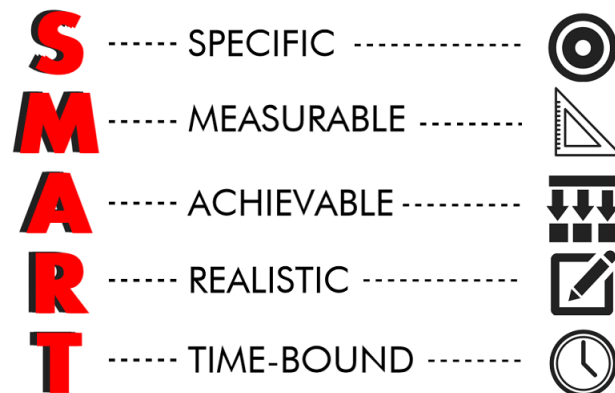 S SPECIFIC
M MEASURABLE
A ACHIEVABLE
R REALISTIC
T TIME-BOUND